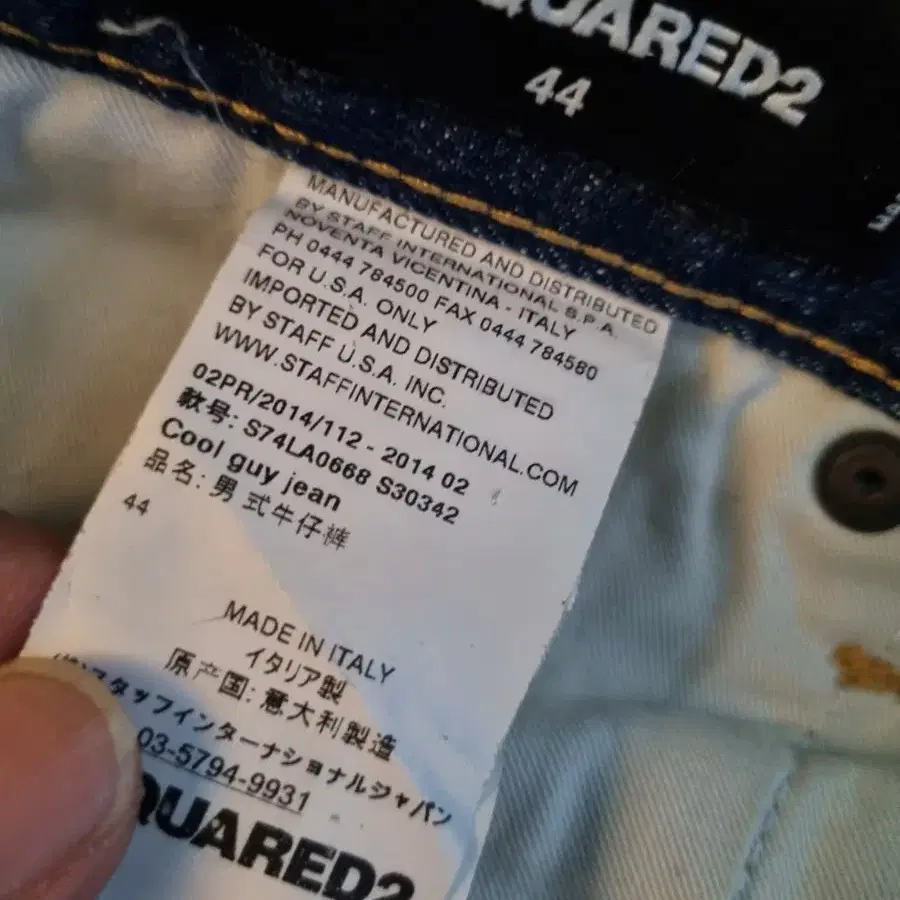 QUARED2
44
MANUFACTURED AND DISTRIBUTED
BY STAFF INTERNATIONAL S.P.A.
NOVENTA VICENTINA - ITALY
PH 0444 784500 FAX 0444 784580
FOR U.S.A. ONLY
IMPORTED AND DISTRIBUTED
BY STAFF U.S.A. INC.
WWW.STAFFINTERNATIONAL.COM
02PR/2014/112 - 2014 02
款号: S74LA0668 S30342
Cool guy jean
品名: 男式牛仔裤
44
MADE IN ITALY
イタリア製
原产国: 意大利製造
スタッフインターナショナルジャパン
03-5794-9931
QUARED2